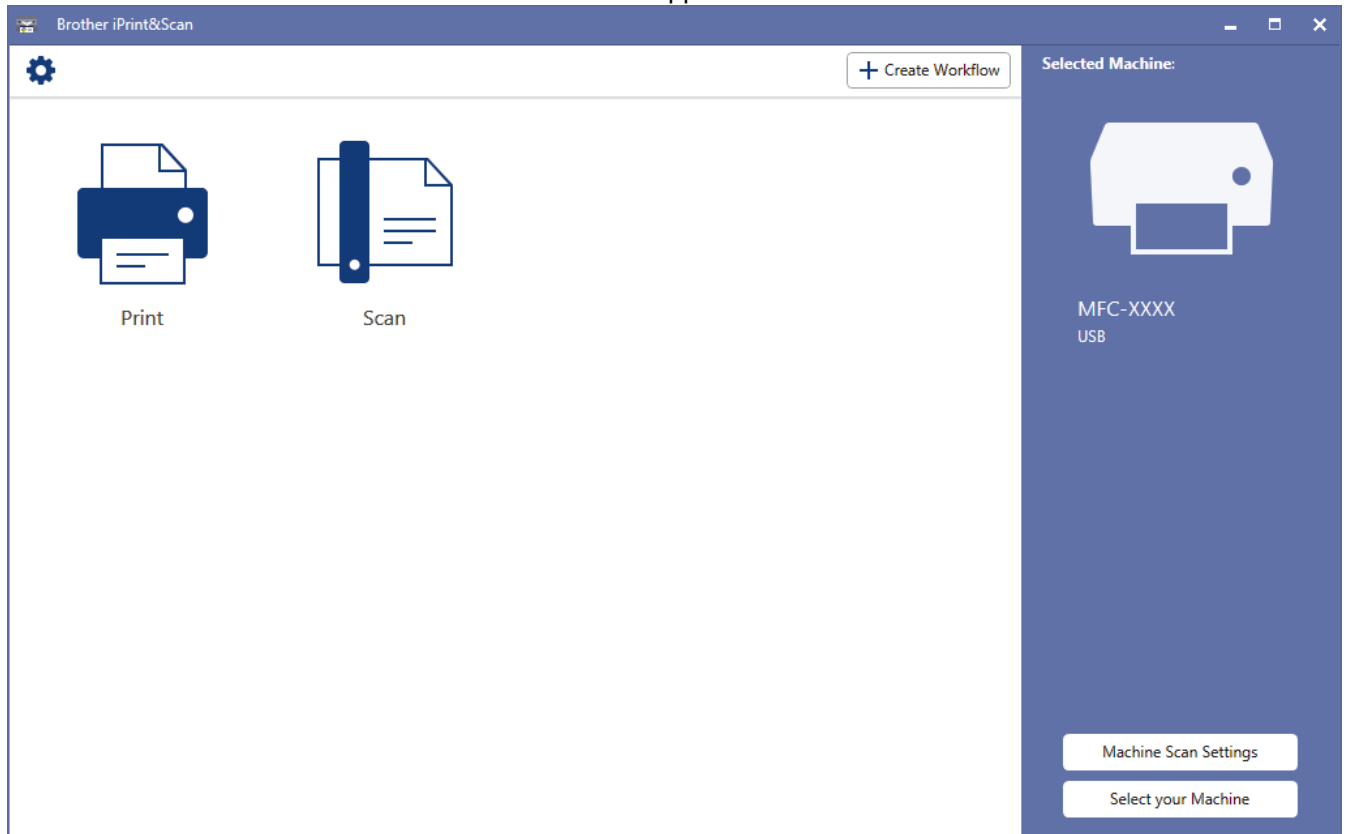 Brother iPrint&Scan
Create Workflow
Selected Machine:
Print
Scan
MFC-XXXX
USB
Machine Scan Settings
Select your Machine